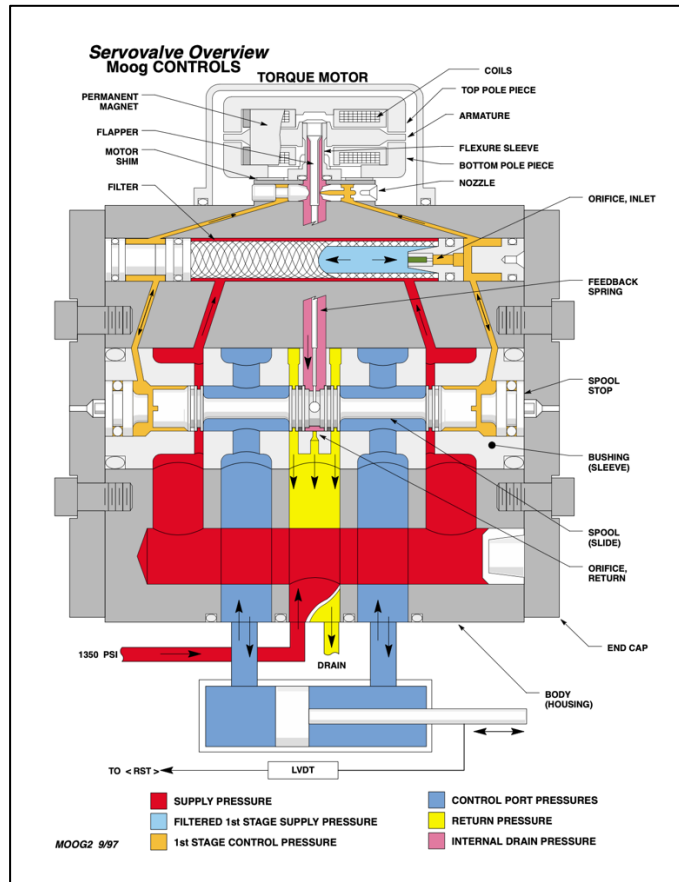 Servovalve Overview
Moog CONTROLS
TORQUE MOTOR
PERMANENT
MAGNET
FLAPPER
MOTOR
SHIM
FILTER
COILS
TOP POLE PIECE
ARMATURE
FLEXURE SLEEVE
BOTTOM POLE PIECE
NOZZLE
ORIFICE, INLET
FEEDBACK
SPRING
SPOOL
STOP
BUSHING
(SLEEVE)
SPOOL
(SLIDE)
ORIFICE,
RETURN
1350 PSI
DRAIN
END CAP
BODY
(HOUSING)
TO < RST >
LVDT
SUPPLY PRESSURE
FILTERED 1st STAGE SUPPLY PRESSURE
1st STAGE CONTROL PRESSURE
CONTROL PORT PRESSURES
RETURN PRESSURE
INTERNAL DRAIN PRESSURE
MOOG2 9/97